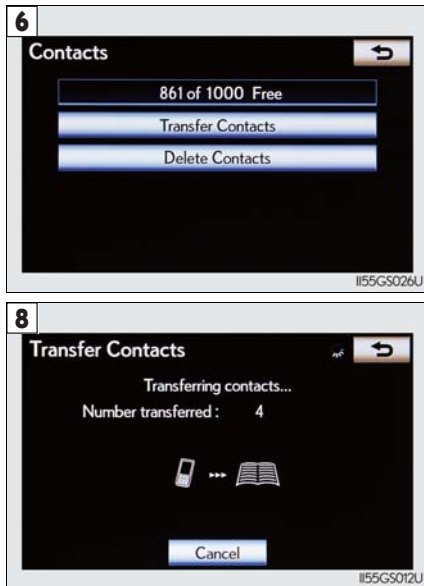 6
Contacts
861 of 1000 Free
Transfer Contacts
Delete Contacts
II55GS026U
8
Transfer Contacts
Transferring contacts...
Number transferred : 4
Cancel
II55GS012U